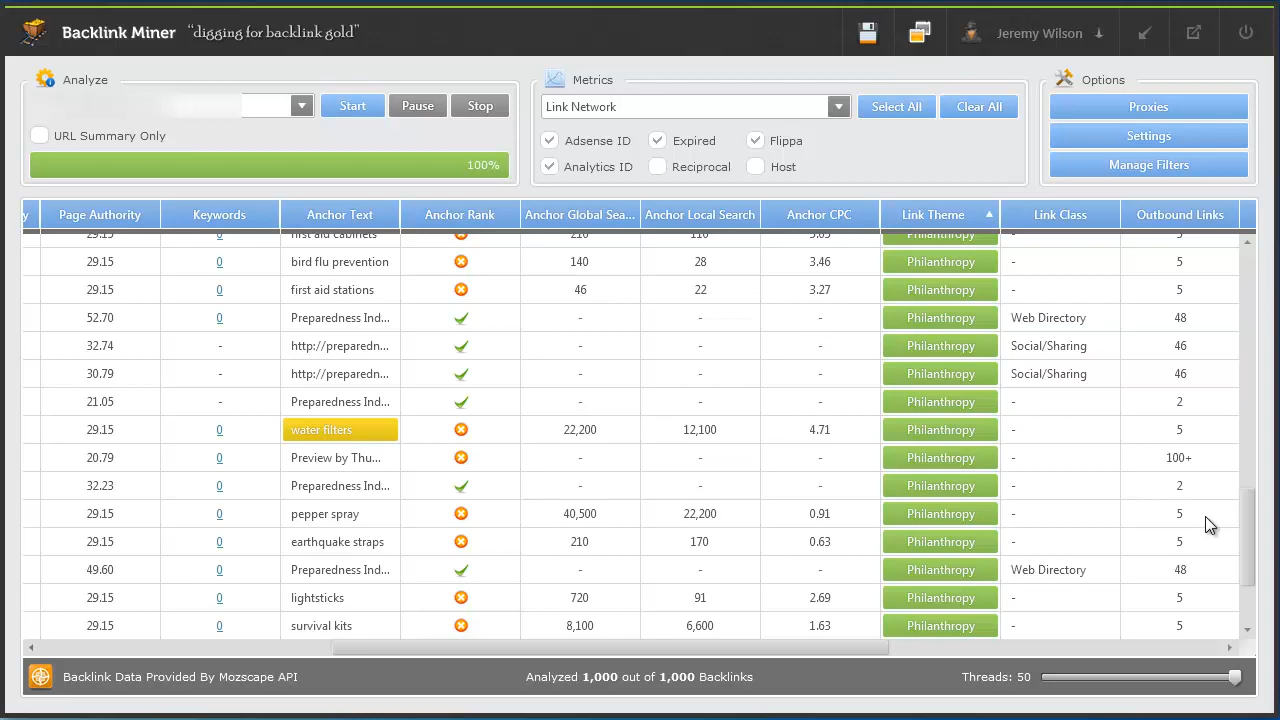 Backlink Miner "digging for backlink gold" Jeremy Wilson
Analyze Metrics Options
Link Network
Start Pause Stop Select All Clear All Proxies
URL Summary Only Adsense ID Expired Flippa Settings
100% Analytics ID Reciprocal Host Manage Filters
y Page Authority Keywords Anchor Text Anchor Rank Anchor Global Sea... Anchor Local Search Anchor CPC Link Theme Link Class Outbound Links
29.15 0 first aid cabinets 210 110 Philanthropy - 5
29.15 0 bird flu prevention 140 28 3.46 Philanthropy - 5
29.15 0 first aid stations 46 22 3.27 Philanthropy - 5
52.70 0 Preparedness Ind... - - - Philanthropy Web Directory 48
32.74 - http://preparedn... - - - Philanthropy Social/Sharing 46
30.79 - http://preparedn... - - - Philanthropy Social/Sharing 46
21.05 - Preparedness Ind... - - - Philanthropy - 2
29.15 0 water filters 22,200 12,100 4.71 Philanthropy - 5
20.79 0 Preview by Thu... - - - Philanthropy - 100+
32.23 0 Preparedness Ind... - - - Philanthropy - 2
29.15 0 pepper spray 40,500 22,200 0.91 Philanthropy - 5
29.15 0 earthquake straps 210 170 0.63 Philanthropy - 5
49.60 0 Preparedness Ind... - - - Philanthropy Web Directory 48
29.15 0 lightsticks 720 91 2.69 Philanthropy - 5
29.15 0 survival kits 8,100 6,600 1.63 Philanthropy - 5
Backlink Data Provided By Mozscape API Analyzed 1,000 out of 1,000 Backlinks Threads: 50